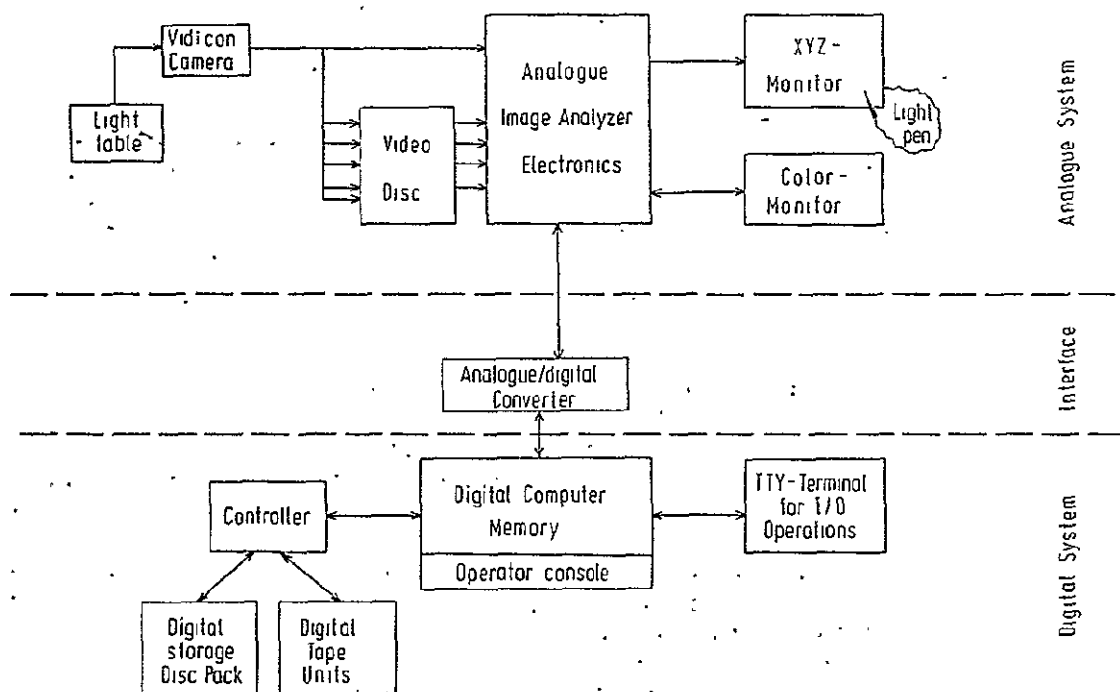 Vidicon
Camera
Light
table
Video
Disc
Analogue
Image Analyzer
Electronics
XYZ-
Monitor
Light
pen
Color-
Monitor
Analogue System
Analogue/digital
Converter
Interface
Controller
Digital Computer
Memory
Operator console
TTY-Terminal
for I/O
Operations
Digital
storage
Disc Pack
Digital
Tape
Units
Digital System